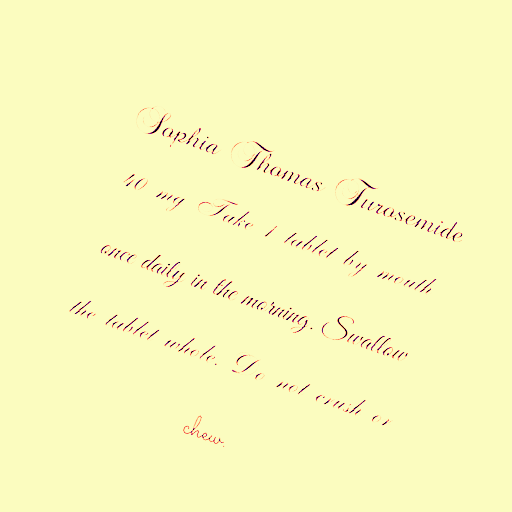 Sophia Thomas Furosemide
40 mg Take 1 tablet by mouth
once daily in the morning. Swallow
the tablet whole. Do not crush or
chew.